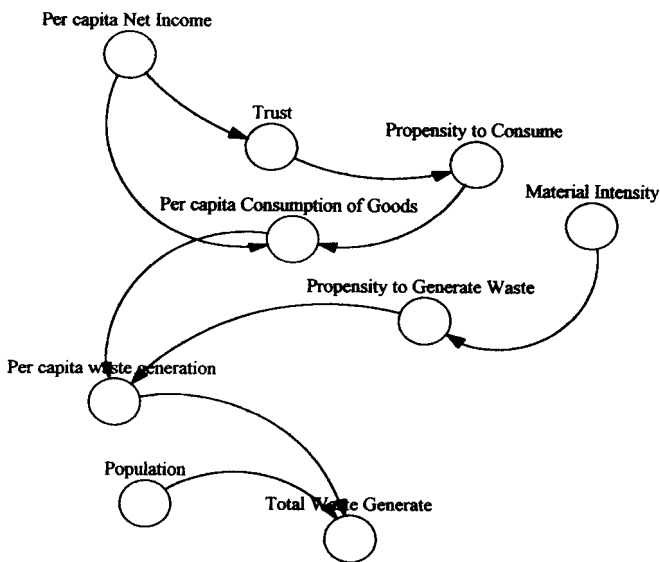 Per capita Net Income
Trust
Propensity to Consume
Material Intensity
Per capita Consumption of Goods
Propensity to Generate Waste
Per capita waste generation
Population
Total Waste Generate